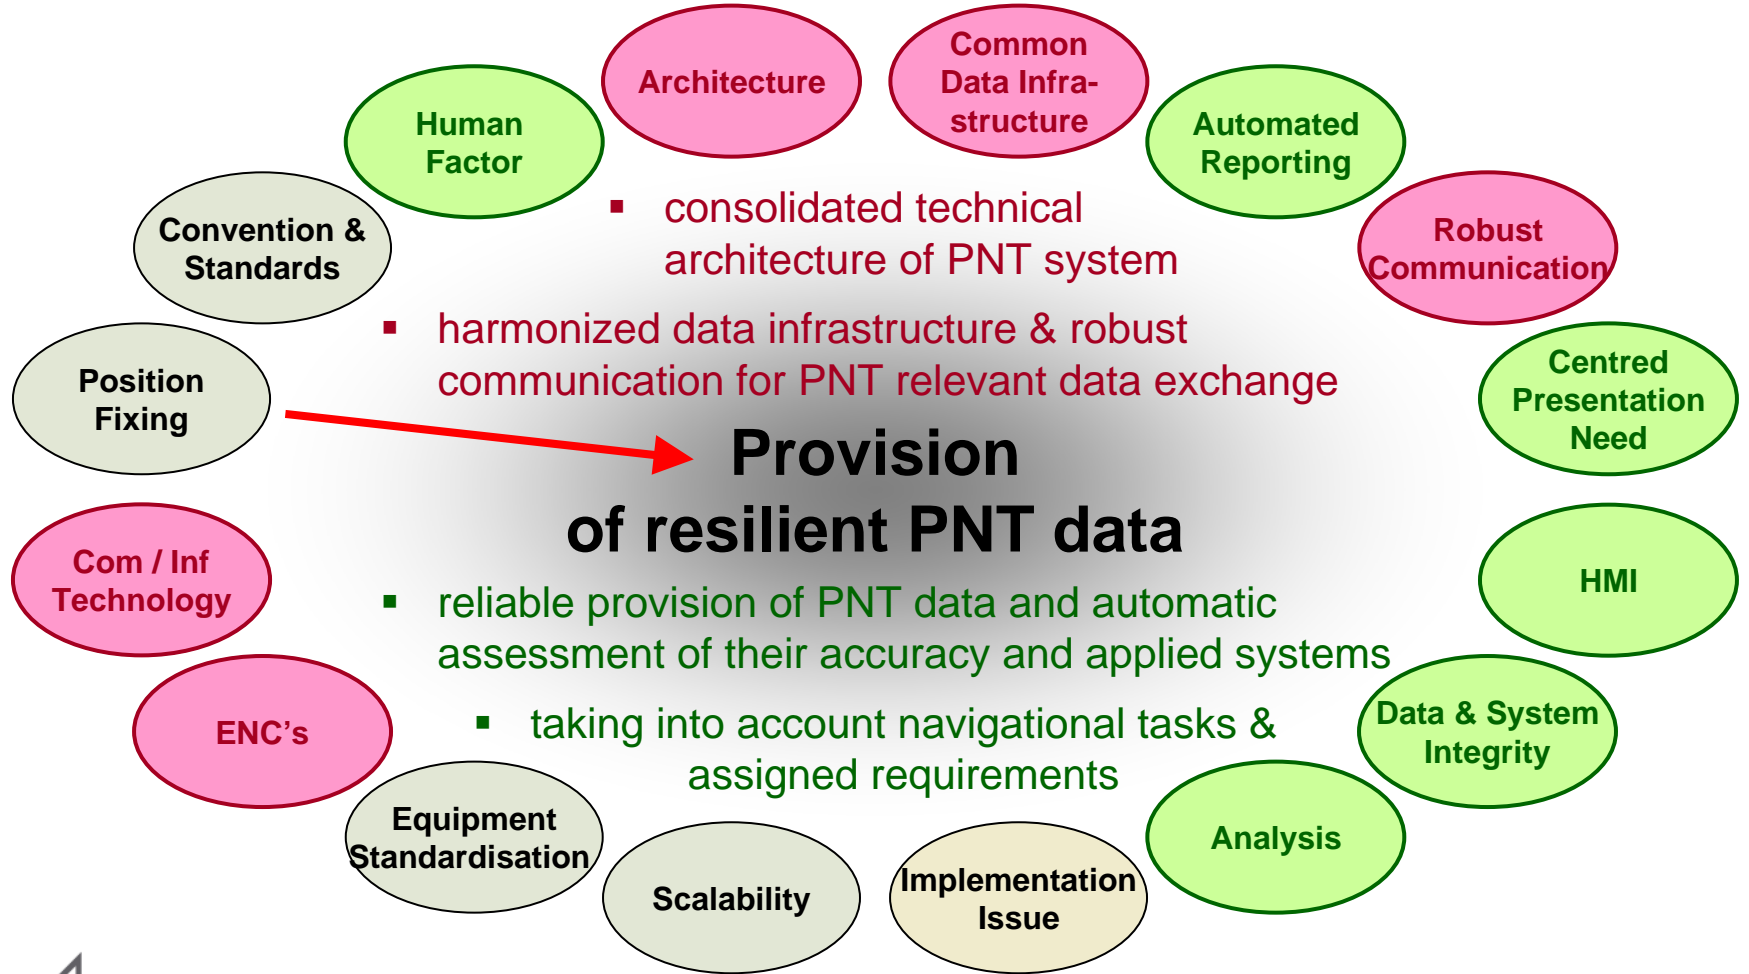 Architecture
Common
Data Infra-
structure
Human
Factor
Automated
Reporting
Convention &
Standards
Robust
Communication
▪ consolidated technical
architecture of PNT system
▪ harmonized data infrastructure & robust
communication for PNT relevant data exchange
Position
Fixing
Centred
Presentation
Need
Provision
of resilient PNT data
Com / Inf
Technology
HMI
▪ reliable provision of PNT data and automatic
assessment of their accuracy and applied systems
▪ taking into account navigational tasks &
assigned requirements
ENC's
Data & System
Integrity
Equipment
Standardisation
Analysis
Scalability
Implementation
Issue